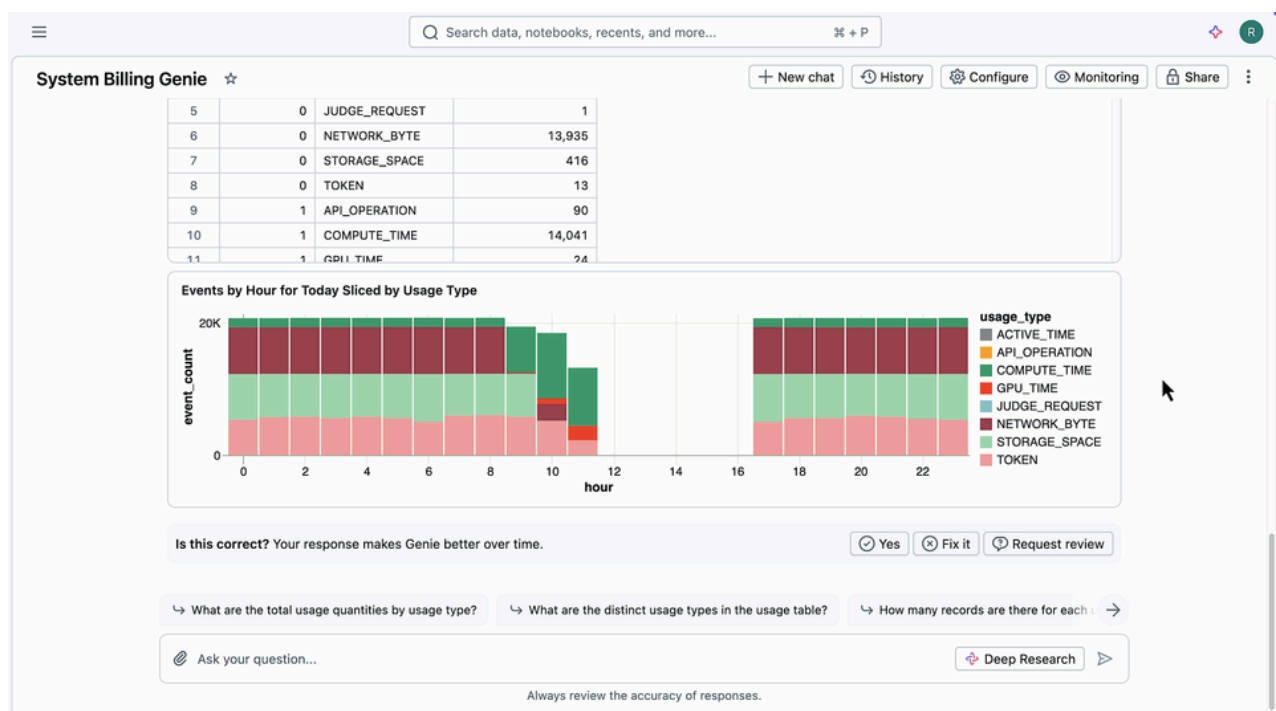 Search data, notebooks, recents, and more... ⌘ + P R
System Billing Genie New chat History Configure Monitoring Share
5 0 JUDGE_REQUEST 1
6 0 NETWORK_BYTE 13,935
7 0 STORAGE_SPACE 416
8 0 TOKEN 13
9 1 API_OPERATION 90
10 1 COMPUTE_TIME 14,041
11 1 GPU_TIME 24
Events by Hour for Today Sliced by Usage Type
usage_type
ACTIVE_TIME
API_OPERATION
COMPUTE_TIME
GPU_TIME
JUDGE_REQUEST
NETWORK_BYTE
STORAGE_SPACE
TOKEN
20K
event_count
0
0 2 4 6 8 10 12 14 16 18 20 22
hour
Is this correct? Your response makes Genie better over time. Yes Fix it Request review
What are the total usage quantities by usage type? What are the distinct usage types in the usage table? How many records are there for each
Ask your question... Deep Research
Always review the accuracy of responses.